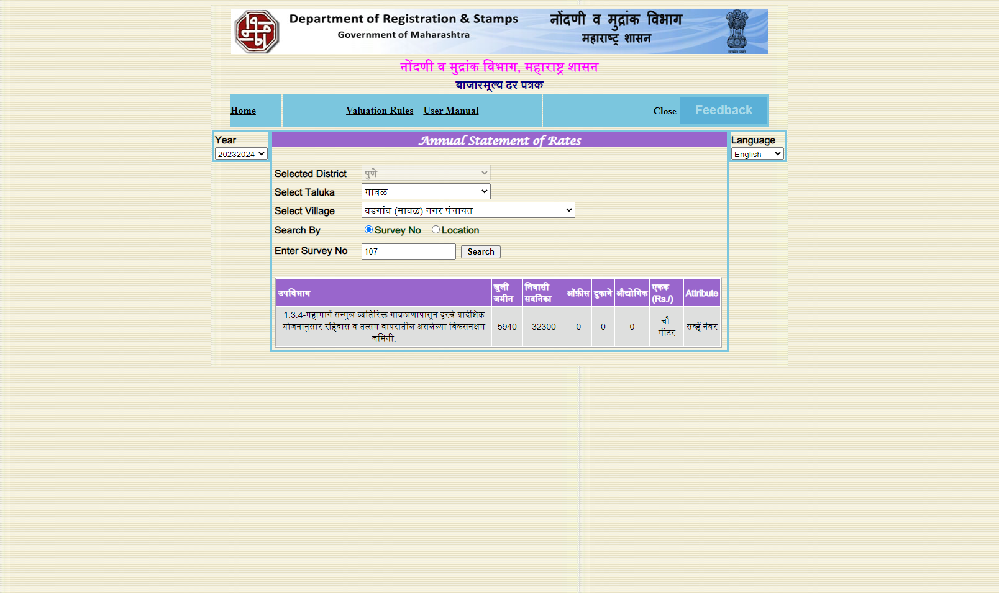 Department of Registration & Stamps
Government of Maharashtra
नोंदणी व मुद्रांक विभाग
महाराष्ट्र शासन
सत्यमेव जयते
नोंदणी व मुद्रांक विभाग, महाराष्ट्र शासन
बाजारमूल्य दर पत्रक
Home Valuation Rules User Manual Close Feedback
Year Annual Statement of Rates Language
20232024 English
Selected District पुणे
Select Taluka मावळ
Select Village वडगांव (मावळ) नगर पंचायत
Search By Survey No Location
Enter Survey No 107 Search
उपविभाग खुली जमीन निवासी सदनिका ऑफ़ीस दुकाने औद्योगिक एकक (Rs./) Attribute
1.3.4-महामार्ग सन्मुख व्यतिरिक्त गावठाणापासून दूरचे प्रादेशिक
योजनानुसार रहिवास व तत्सम वापरातील असलेल्या विकसनक्षम
जमिनी.
5940 32300 0 0 0 चौ. मीटर सर्व्हे नंबर